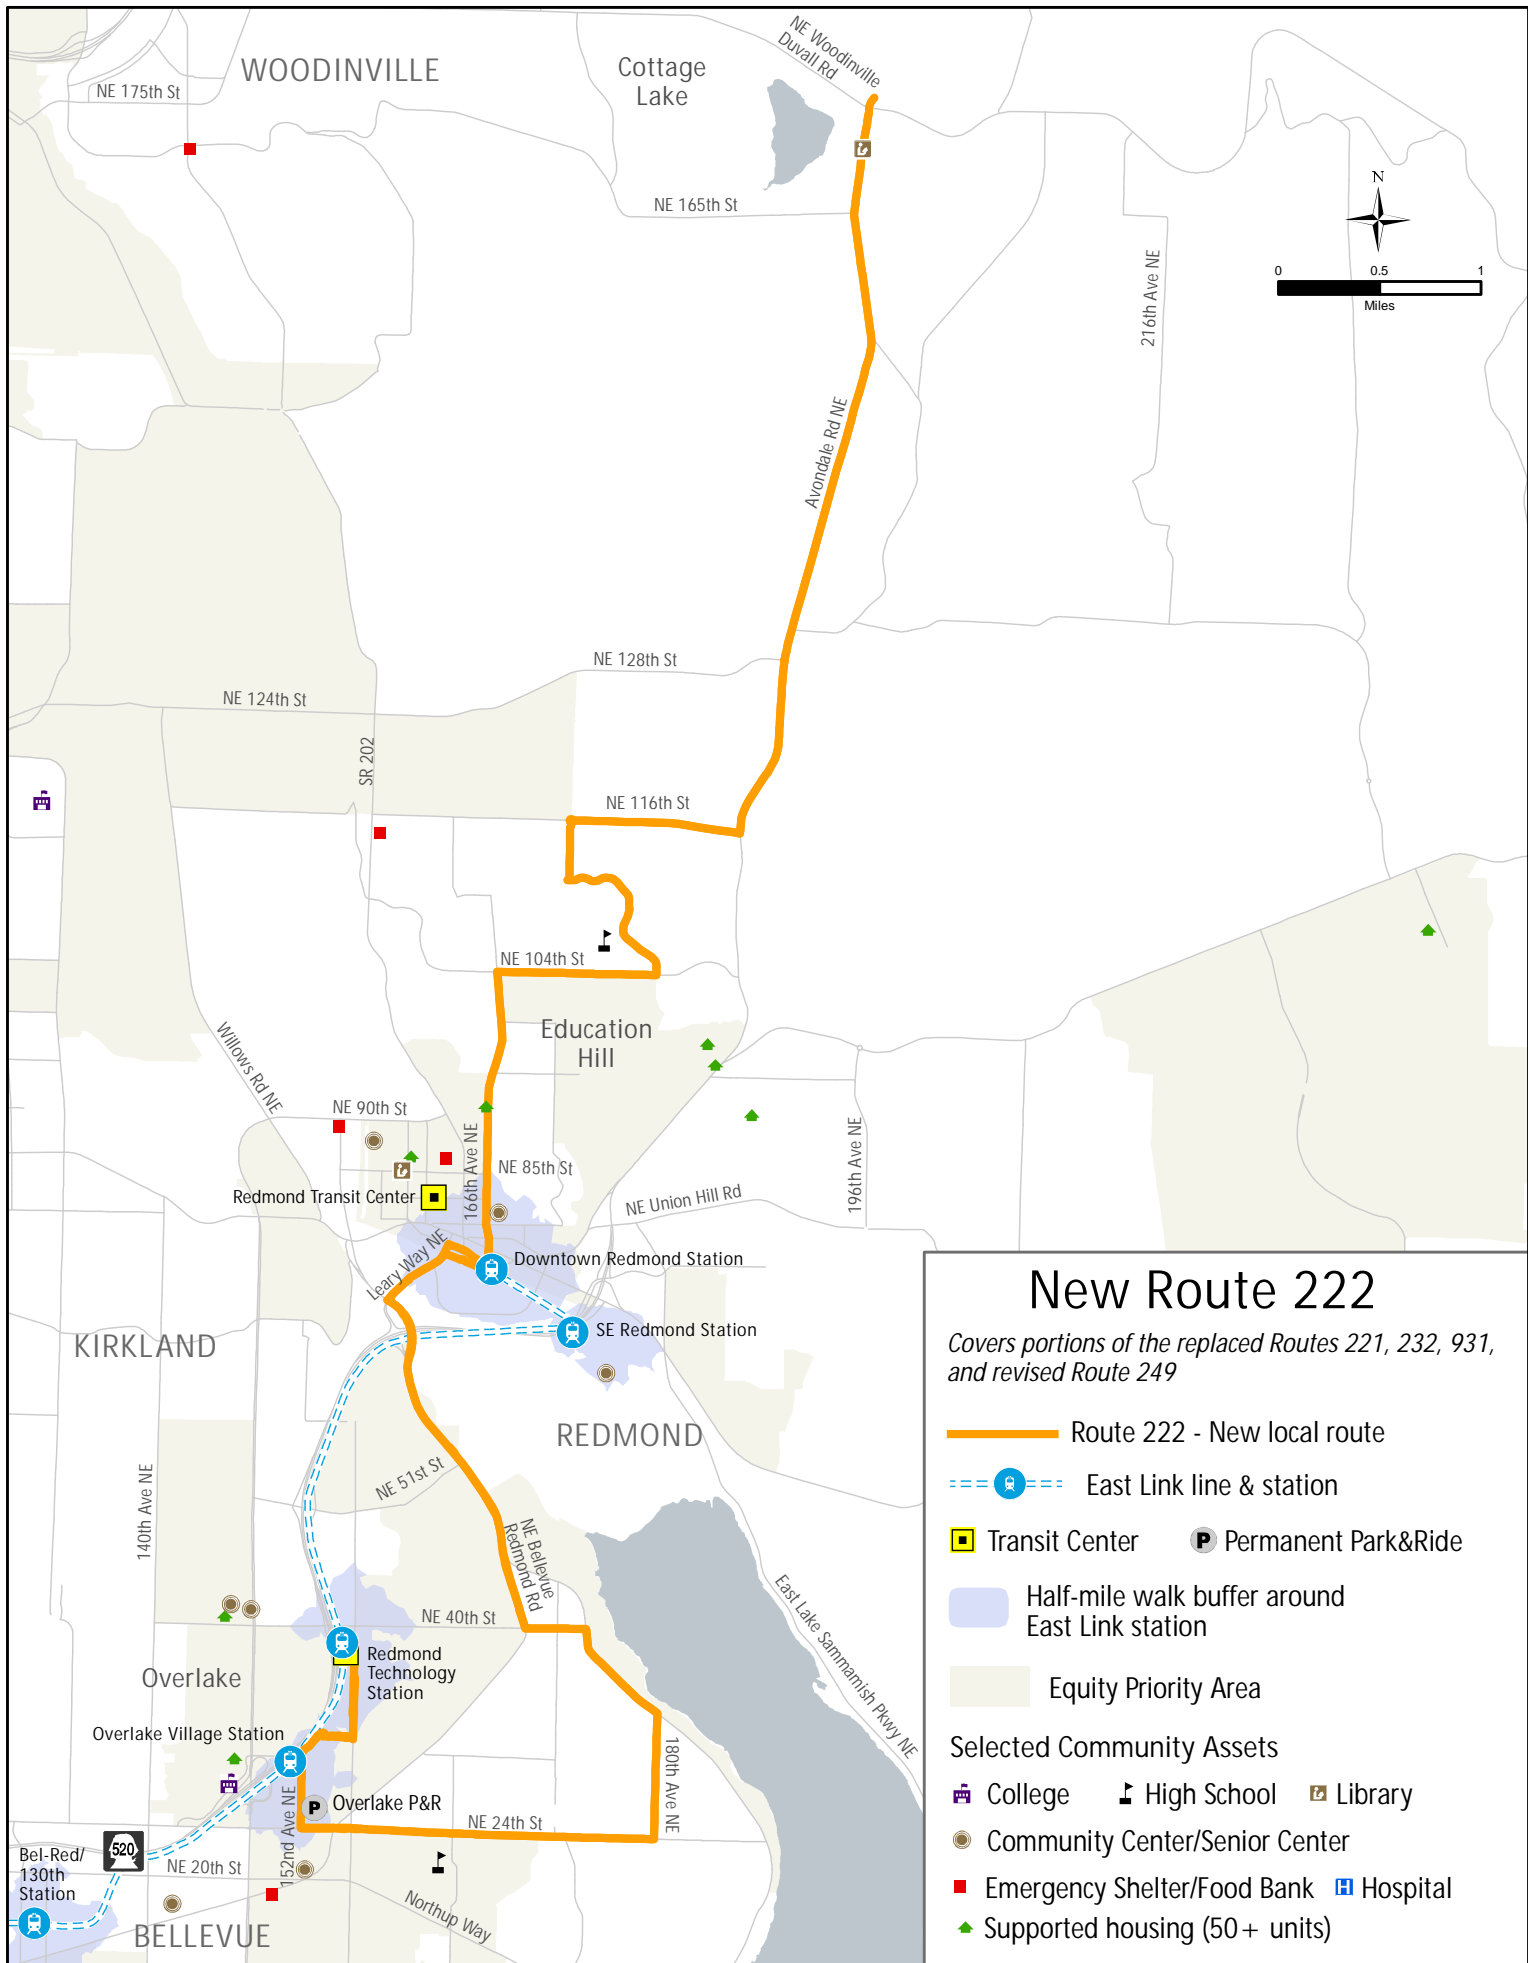 NE Woodinville
Duvall Rd
WOODINVILLE
Cottage
Lake
NE 175th St
N
NE 165th St
0 0.5 1
Miles
216th Ave NE
Avondale Rd NE
NE 128th St
NE 124th St
SR 202
NE 116th St
NE 104th St
Education
Hill
Willows Rd NE
NE 90th St
166th Ave NE
NE 85th St
196th Ave NE
Redmond Transit Center
NE Union Hill Rd
Leary Way NE
Downtown Redmond Station
SE Redmond Station
KIRKLAND
REDMOND
140th Ave NE
NE 51st St
NE Bellevue
Redmond Rd
East Lake Sammamish Pkwy NE
NE 40th St
Redmond
Technology
Station
Overlake
Overlake Village Station
180th Ave NE
P
Overlake P&R
152nd Ave NE
NE 24th St
520
Bel-Red/
130th
Station
NE 20th St
Northup Way
BELLEVUE
New Route 222
Covers portions of the replaced Routes 221, 232, 931,
and revised Route 249
Route 222 - New local route
East Link line & station
Transit Center
P Permanent Park&Ride
Half-mile walk buffer around
East Link station
Equity Priority Area
Selected Community Assets
College
High School
Library
Community Center/Senior Center
Emergency Shelter/Food Bank
H Hospital
Supported housing (50+ units)